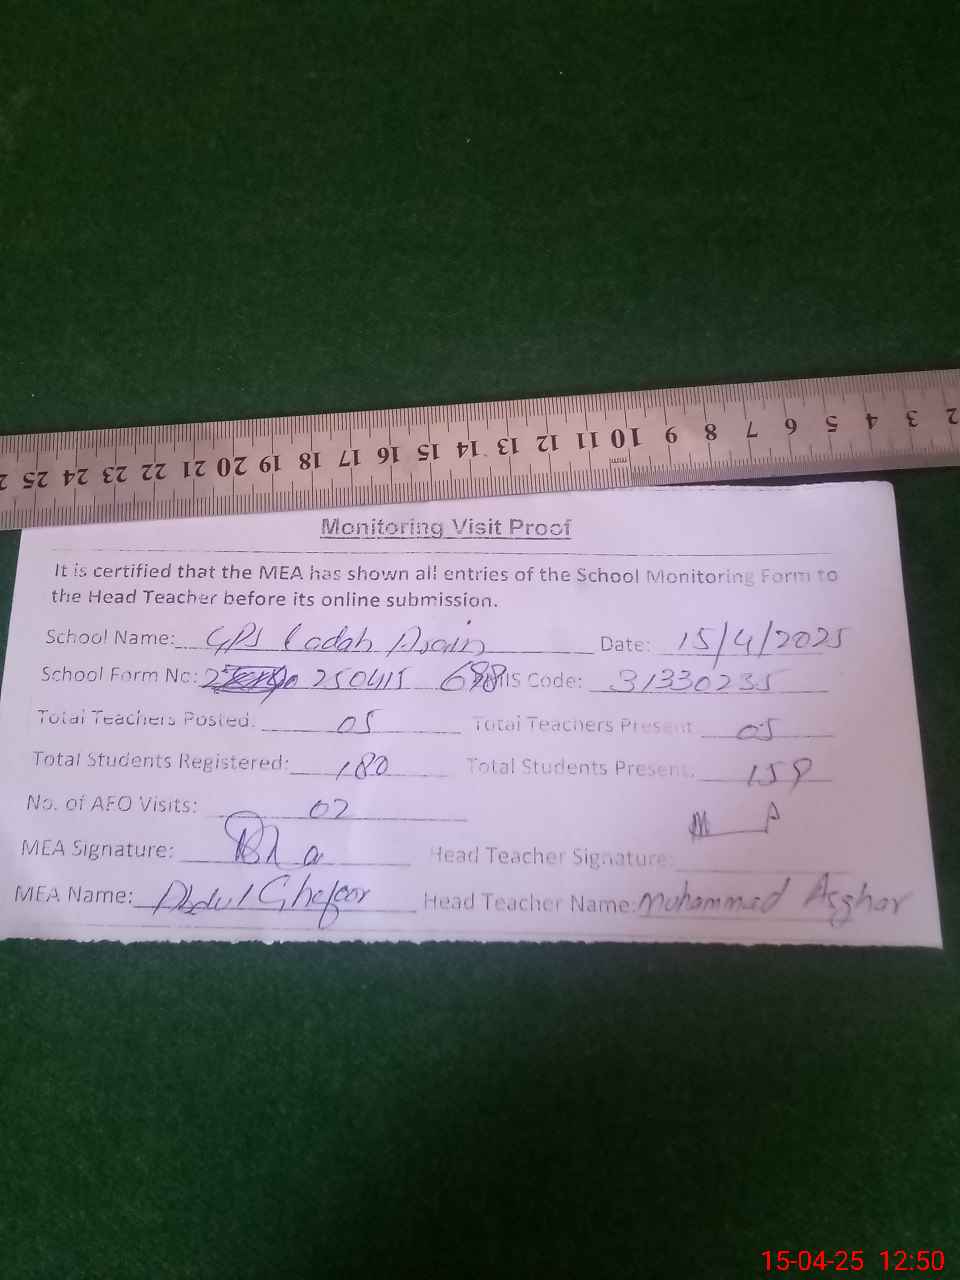 2 3 4 5 6 7 8 9 10 11 12 13 14 15 16 17 18 19 20 21 22 23 24 25
Monitoring Visit Proof
It is certified that the MEA has shown all entries of the School Monitoring Form to
the Head Teacher before its online submission.
School Name: GPS Ladah Date: 15/4/2025
School Form No: 250415 688 IS Code: 31330235
Total Teachers Posted: 05 Total Teachers Present 05
Total Students Registered: 180 Total Students Present: 159
No. of AEO Visits: 02
MEA Signature: Head Teacher Signature: M A
MEA Name: Abdul Ghafoor Head Teacher Name: Muhammad Asghar
15-04-25 12:50